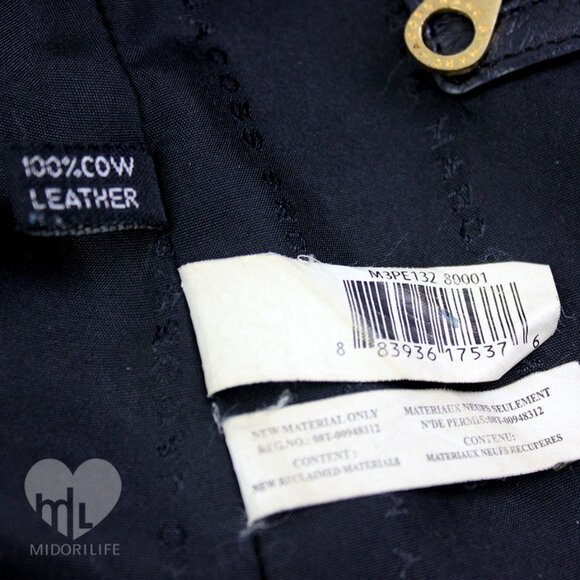 100% COW
LEATHER
M3PE132 80001
8 83936 17537 6
NEW MATERIAL ONLY
REG.NO.: 08T-00948312
CONTENT:
NEW RECLAIMED MATERIALS
MATERIAUX NEUFS SEULEMENT
N°DE PERMIS:08T-00948312
CONTENU:
MATERIAUX NEUFS RECUPERES
ML
MIDORILIFE